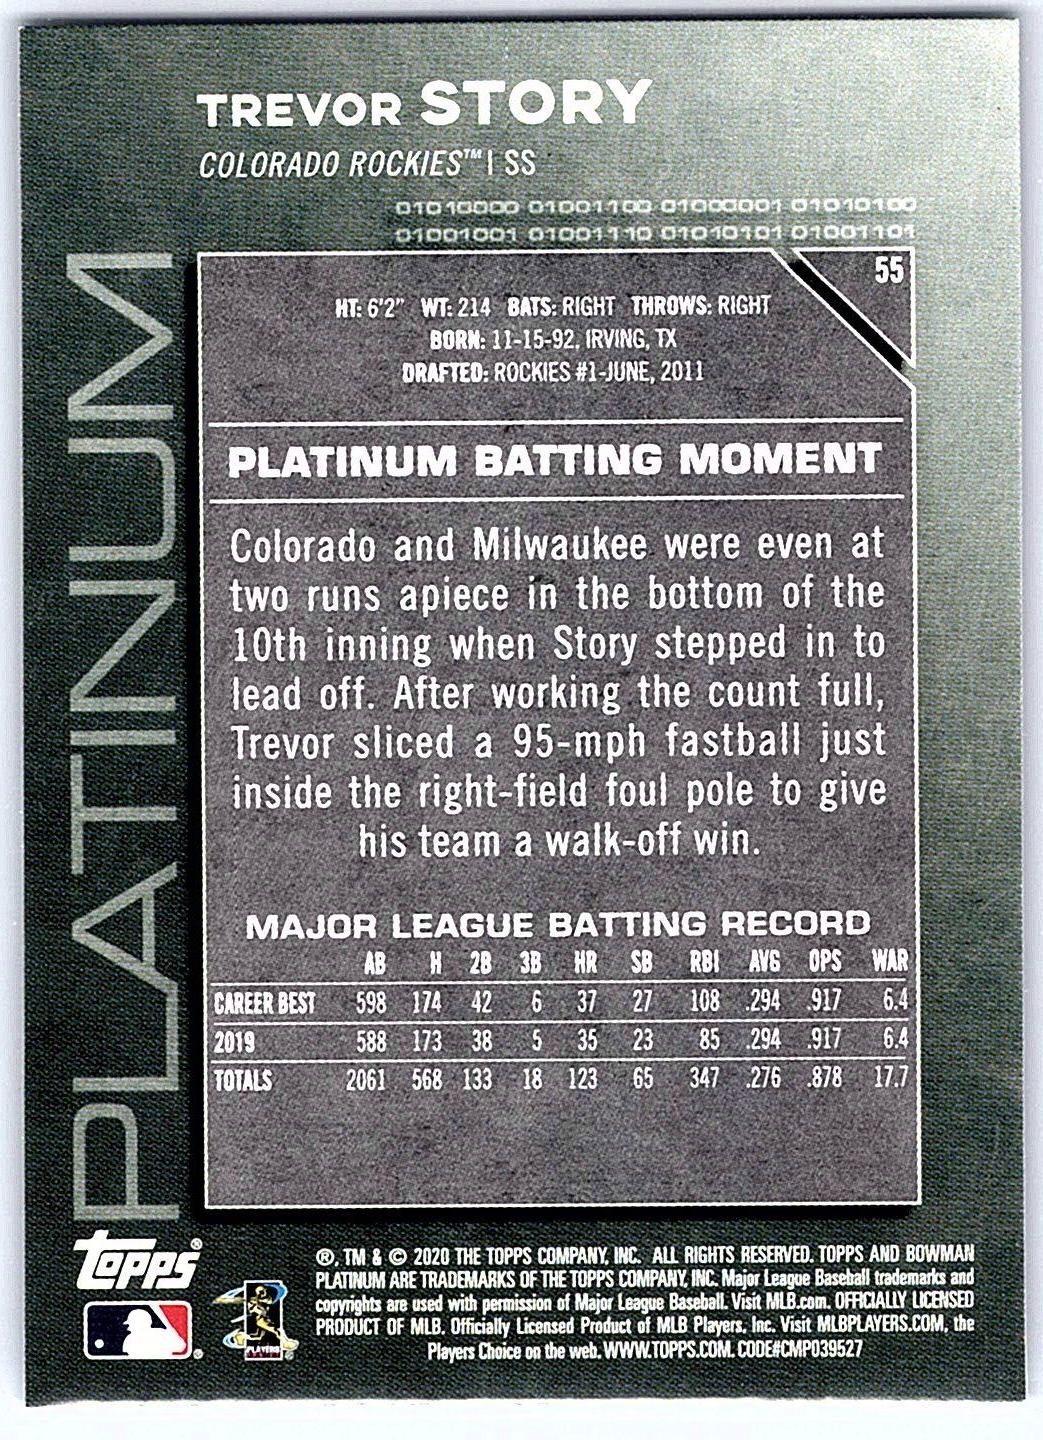 TREVOR STORY
COLORADO ROCKIES™ | SS
01010000 01001100 01000001 01010100
01001001 01001110 01010101 01001101
55
HT: 6'2" WT: 214 BATS: RIGHT THROWS: RIGHT
BORN: 11-15-92, IRVING, TX
DRAFTED: ROCKIES #1-JUNE, 2011
PLATINUM
PLATINUM BATTING MOMENT
Colorado and Milwaukee were even at
two runs apiece in the bottom of the
10th inning when Story stepped in to
lead off. After working the count full,
Trevor sliced a 95-mph fastball just
inside the right-field foul pole to give
his team a walk-off win.
MAJOR LEAGUE BATTING RECORD
AB H 2B 3B HR SB RBI AVG OPS WAR
CAREER BEST 598 174 42 6 37 27 108 .294 .917 6.4
2019 588 173 38 5 35 23 85 .294 .917 6.4
TOTALS 2061 568 133 18 123 65 347 .276 .878 17.7
topps®
®, TM & © 2020 THE TOPPS COMPANY, INC. ALL RIGHTS RESERVED. TOPPS AND BOWMAN
PLATINUM ARE TRADEMARKS OF THE TOPPS COMPANY, INC. Major League Baseball trademarks and
copyrights are used with permission of Major League Baseball. Visit MLB.com. OFFICIALLY LICENSED
PRODUCT OF MLB. Officially Licensed Product of MLB Players, Inc. Visit MLBPLAYERS.COM, the
Players Choice on the web. WWW.TOPPS.COM. CODE#CMP039527
PLAYERS